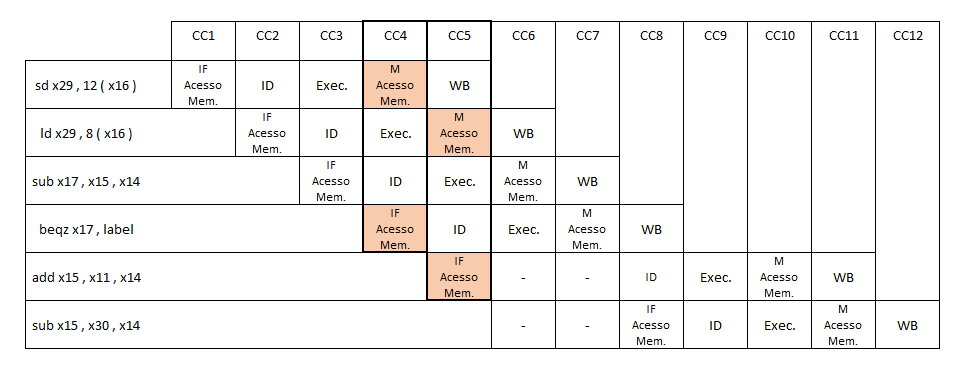 CC1 CC2 CC3 CC4 CC5 CC6 CC7 CC8 CC9 CC10 CC11 CC12
sd x29 , 12 ( x16 ) IF Acesso Mem. ID Exec. M Acesso Mem. WB
ld x29 , 8 ( x16 ) IF Acesso Mem. ID Exec. M Acesso Mem. WB
sub x17 , x15 , x14 IF Acesso Mem. ID Exec. M Acesso Mem. WB
beqz x17 , label IF Acesso Mem. ID Exec. M Acesso Mem. WB
add x15 , x11 , x14 IF Acesso Mem. - - ID Exec. M Acesso Mem. WB
sub x15 , x30 , x14 - - IF Acesso Mem. ID Exec. M Acesso Mem. WB